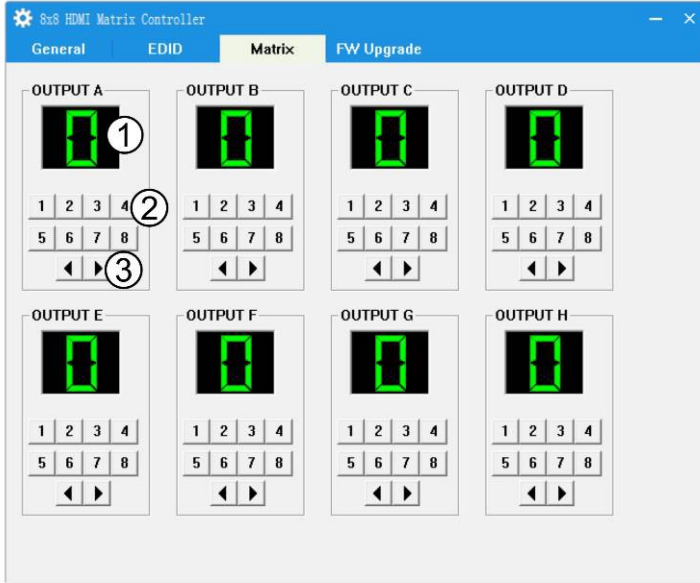 8x8 HDMI Matrix Controller
General EDID Matrix FW Upgrade
OUTPUT A OUTPUT B OUTPUT C OUTPUT D
0 ① 0 0 0
1 2 3 4 ② 1 2 3 4 1 2 3 4 1 2 3 4
5 6 7 8 5 6 7 8 5 6 7 8 5 6 7 8
③
OUTPUT E OUTPUT F OUTPUT G OUTPUT H
0 0 0 0
1 2 3 4 1 2 3 4 1 2 3 4 1 2 3 4
5 6 7 8 5 6 7 8 5 6 7 8 5 6 7 8